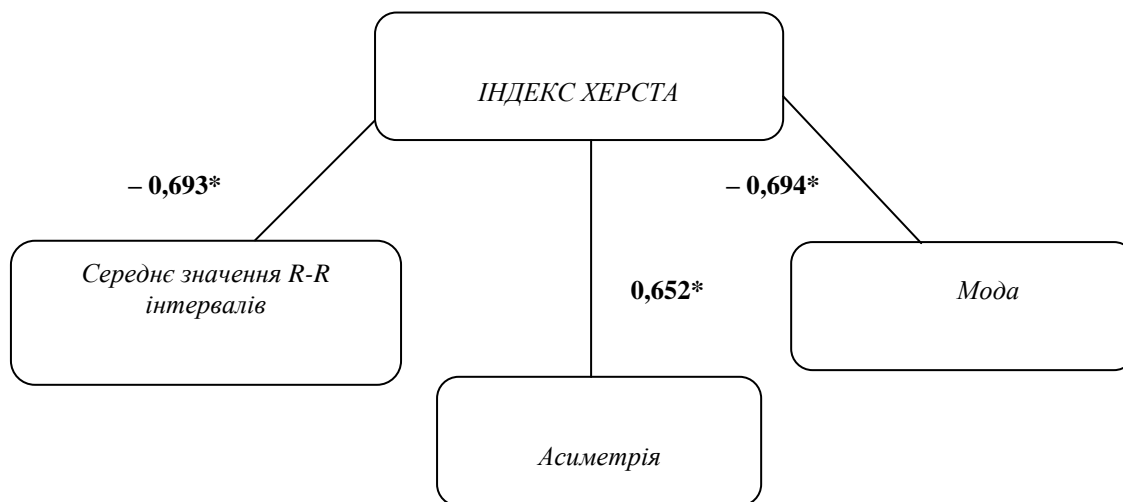 ІНДЕКС ХЕРСТА
– 0,693*
– 0,694*
Середнє значення R-R
інтервалів
0,652*
Мода
Асиметрія